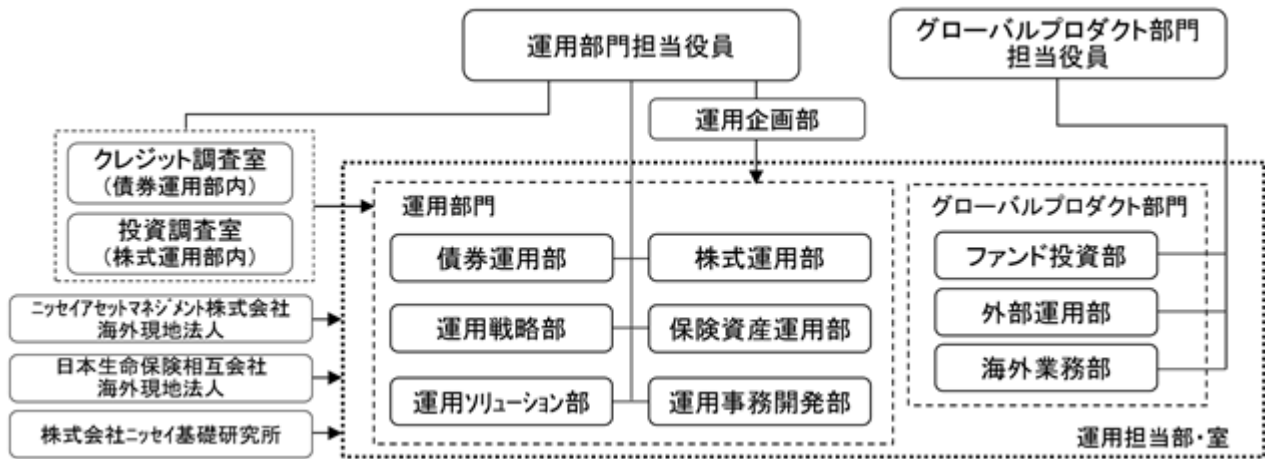 運用部門担当役員
グローバルプロダクト部門
担当役員
運用企画部
クレジット調査室
（債券運用部内）
投資調査室
（株式運用部内）
ニッセイアセットマネジメント株式会社
海外現地法人
日本生命保険相互会社
海外現地法人
株式会社ニッセイ基礎研究所
運用部門
債券運用部
株式運用部
運用戦略部
保険資産運用部
運用ソリューション部
運用事務開発部
グローバルプロダクト部門
ファンド投資部
外部運用部
海外業務部
運用担当部・室